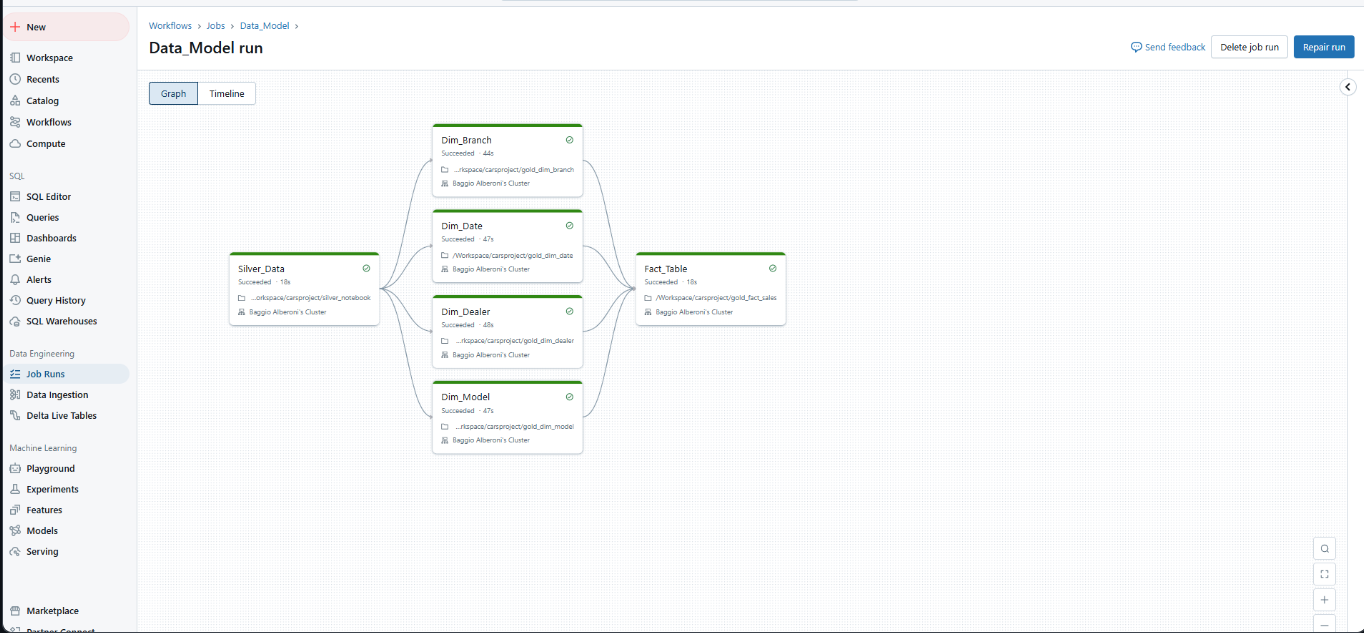 New
Workspace
Recents
Catalog
Workflows
Compute
SQL
SQL Editor
Queries
Dashboards
Genie
Alerts
Query History
SQL Warehouses
Data Engineering
Job Runs
Data Ingestion
Delta Live Tables
Machine Learning
Playground
Experiments
Features
Models
Serving
Marketplace
Partner Connect
Workflows > Jobs > Data_Model >
Data_Model run
Send feedback
Delete job run
Repair run
Graph
Timeline
Silver_Data
Succeeded · 18s
...orkspace/carsproject/silver_notebook
Baggio Alberoni's Cluster
Dim_Branch
Succeeded · 44s
...rkspace/carsproject/gold_dim_branch
Baggio Alberoni's Cluster
Dim_Date
Succeeded · 47s
/Workspace/carsproject/gold_dim_date
Baggio Alberoni's Cluster
Dim_Dealer
Succeeded · 48s
...rkspace/carsproject/gold_dim_dealer
Baggio Alberoni's Cluster
Dim_Model
Succeeded · 47s
...rkspace/carsproject/gold_dim_model
Baggio Alberoni's Cluster
Fact_Table
Succeeded · 18s
/Workspace/carsproject/gold_fact_sales
Baggio Alberoni's Cluster